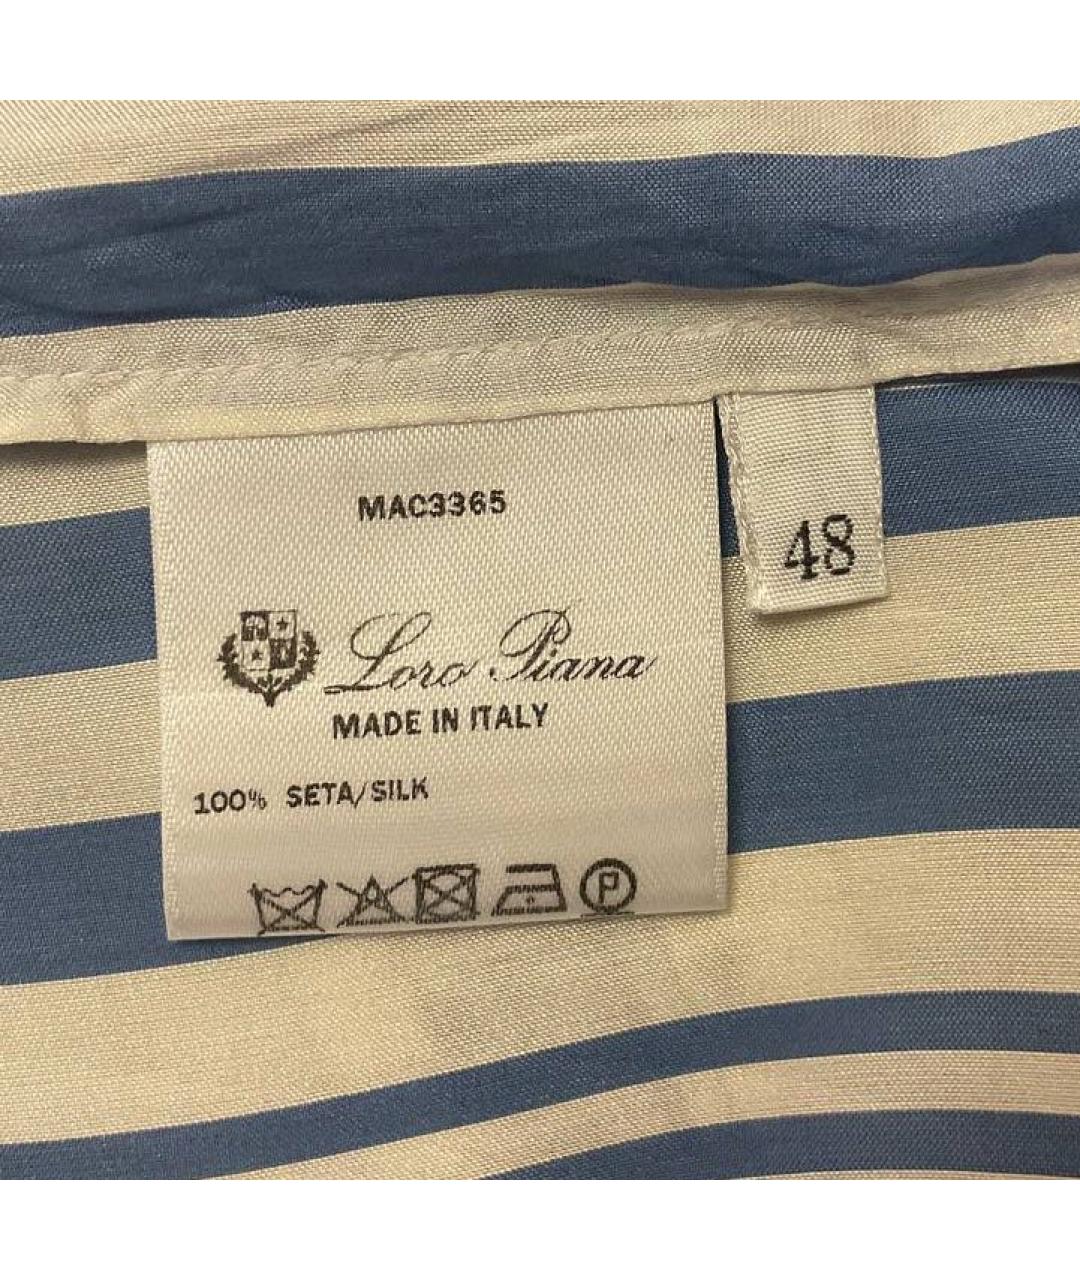 MAC3365
48
Loro Piana
MADE IN ITALY
100% SETA/SILK
P